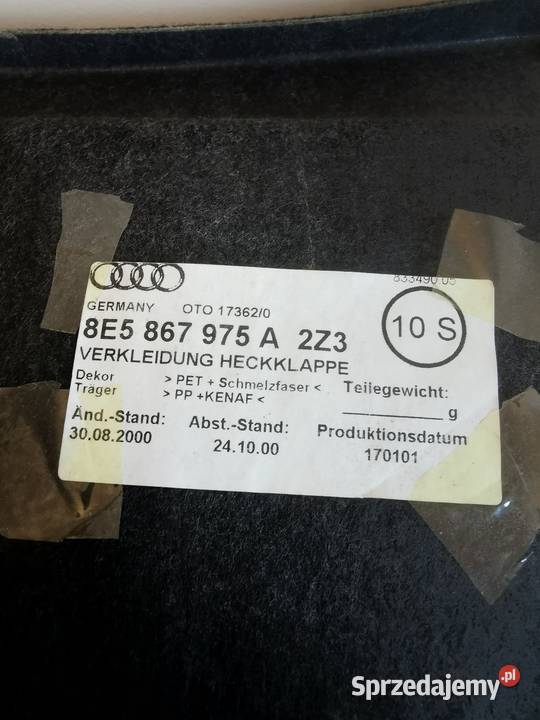 833490.05
GERMANY OTO 17362/0
8E5 867 975 A 2Z3
10 S
VERKLEIDUNG HECKKLAPPE
Dekor > PET + Schmelzfaser <
Träger > PP +KENAF <
Teilegewicht:
g
Änd.-Stand:
30.08.2000
Abst.-Stand:
24.10.00
Produktionsdatum
170101
Sprzedajemy.pl